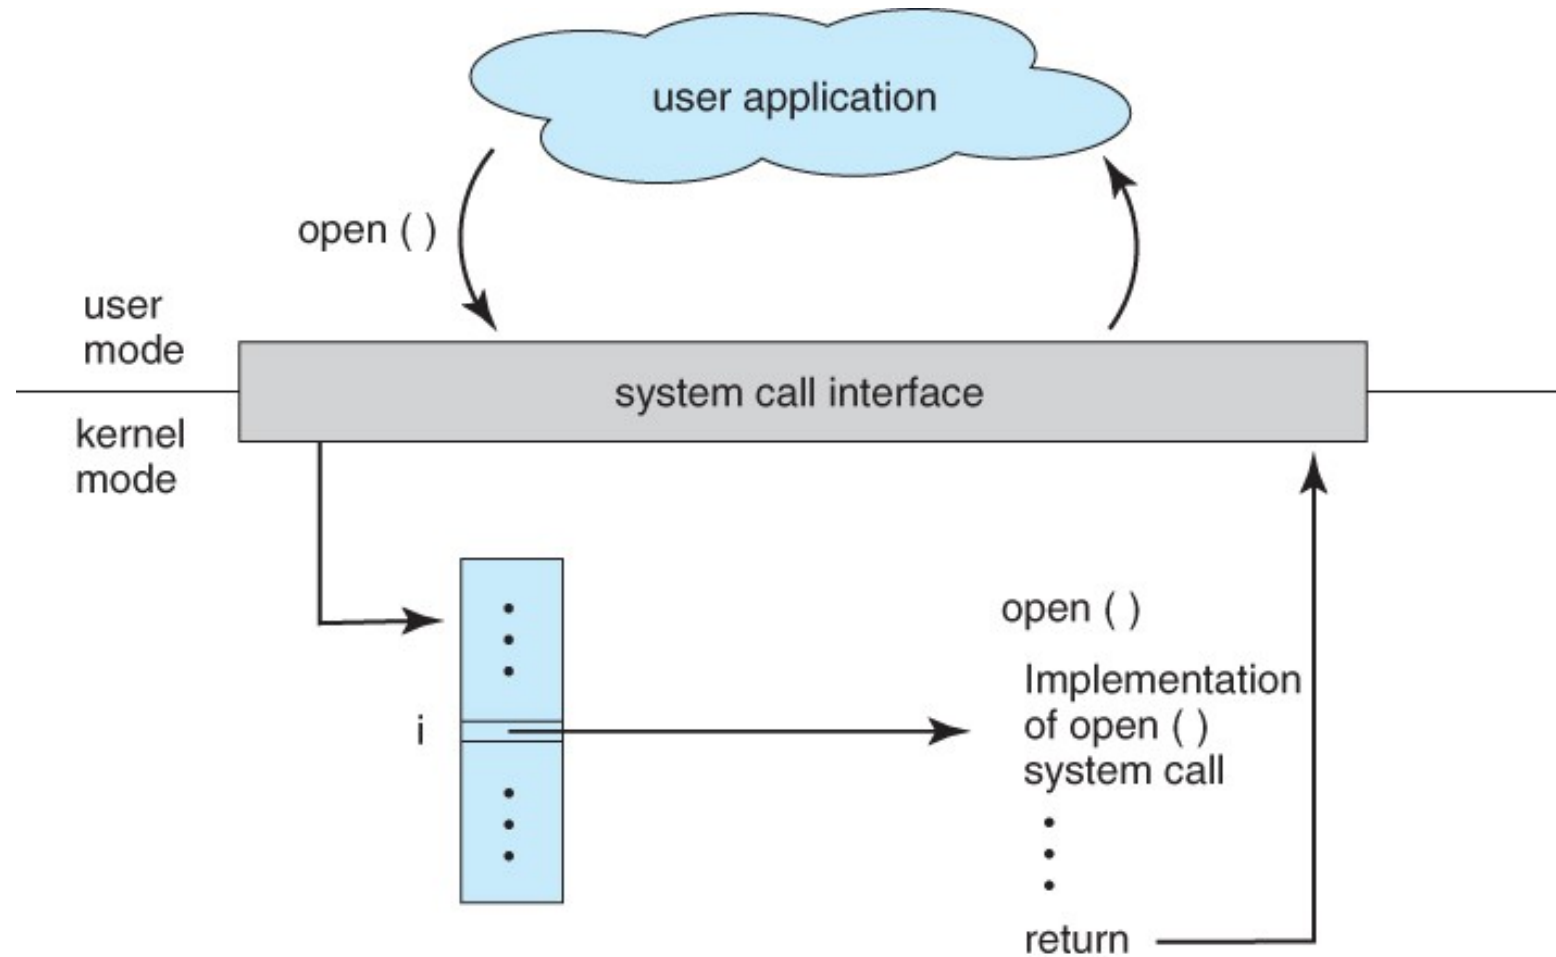 user application
open ( )
user
mode
system call interface
kernel
mode
open ( )
Implementation
of open ( )
system call
i
return